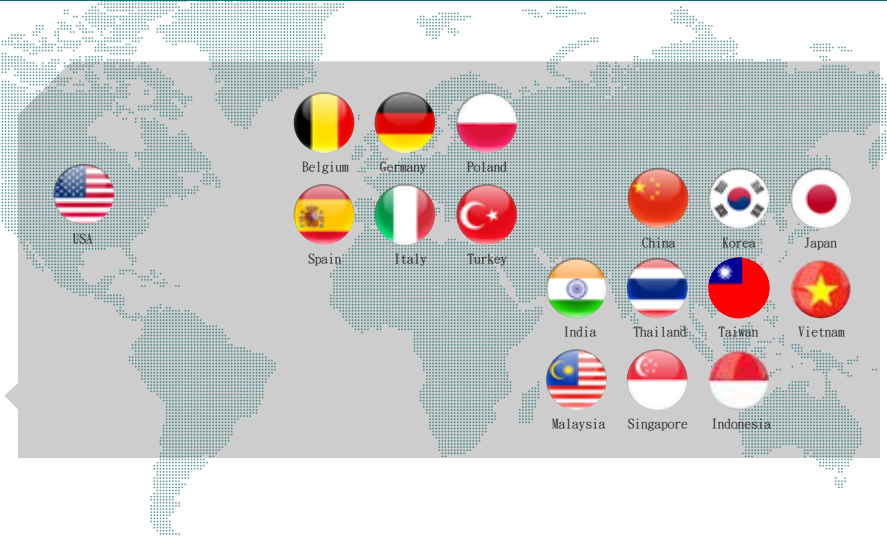 Belgium Germany Poland
USA
Spain Italy Turkey
China Korea Japan
India Thailand Taiwan Vietnam
Malaysia Singapore Indonesia